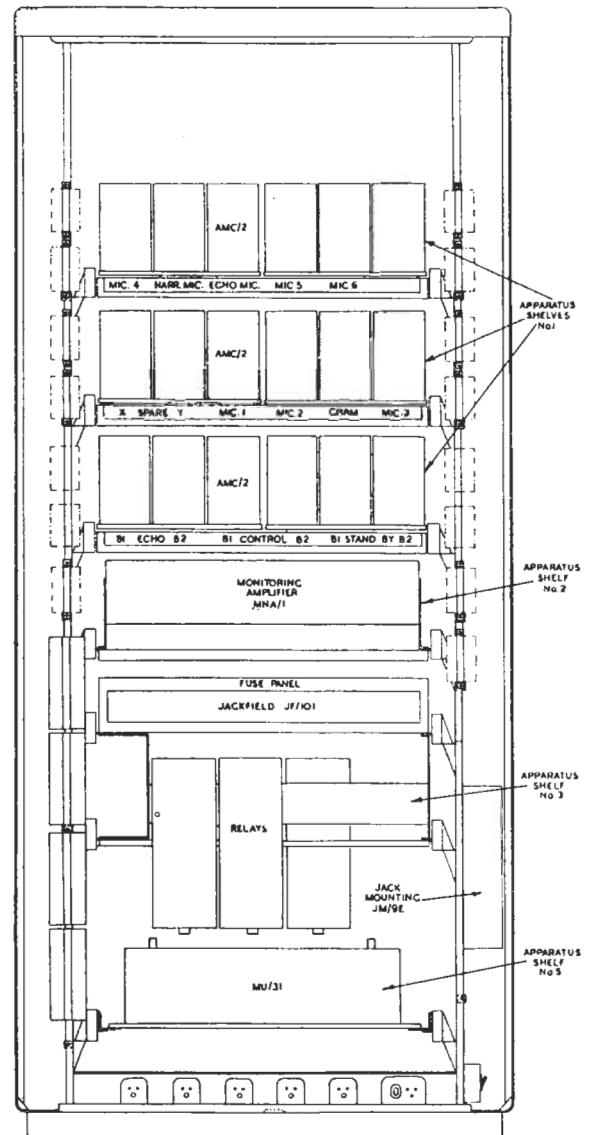 AMC/2
MIC. 4 NARR. MIC. ECHO MIC. MIC 5 MIC 6
APPARATUS
SHELVES
No.1
AMC/2
X SPARE Y MIC. 1 MIC. 2 GRAM MIC. 3
AMC/2
B1 ECHO B2 B1 CONTROL B2 B1 STAND BY B2
MONITORING
AMPLIFIER
MNA/1
APPARATUS
SHELF
No. 2
FUSE PANEL
JACKFIELD JF/101
APPARATUS
SHELF
No. 3
RELAYS
JACK
MOUNTING
JM/9E
APPARATUS
SHELF
No. 5
MU/31